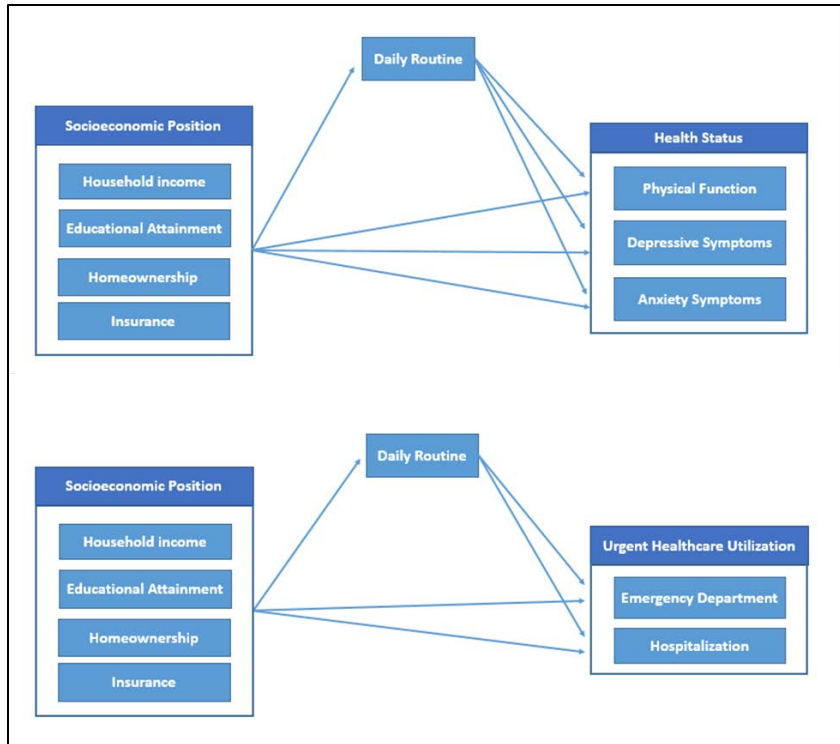 Daily Routine
Socioeconomic Position
Household income
Educational Attainment
Homeownership
Insurance
Health Status
Physical Function
Depressive Symptoms
Anxiety Symptoms
Daily Routine
Socioeconomic Position
Household income
Educational Attainment
Homeownership
Insurance
Urgent Healthcare Utilization
Emergency Department
Hospitalization